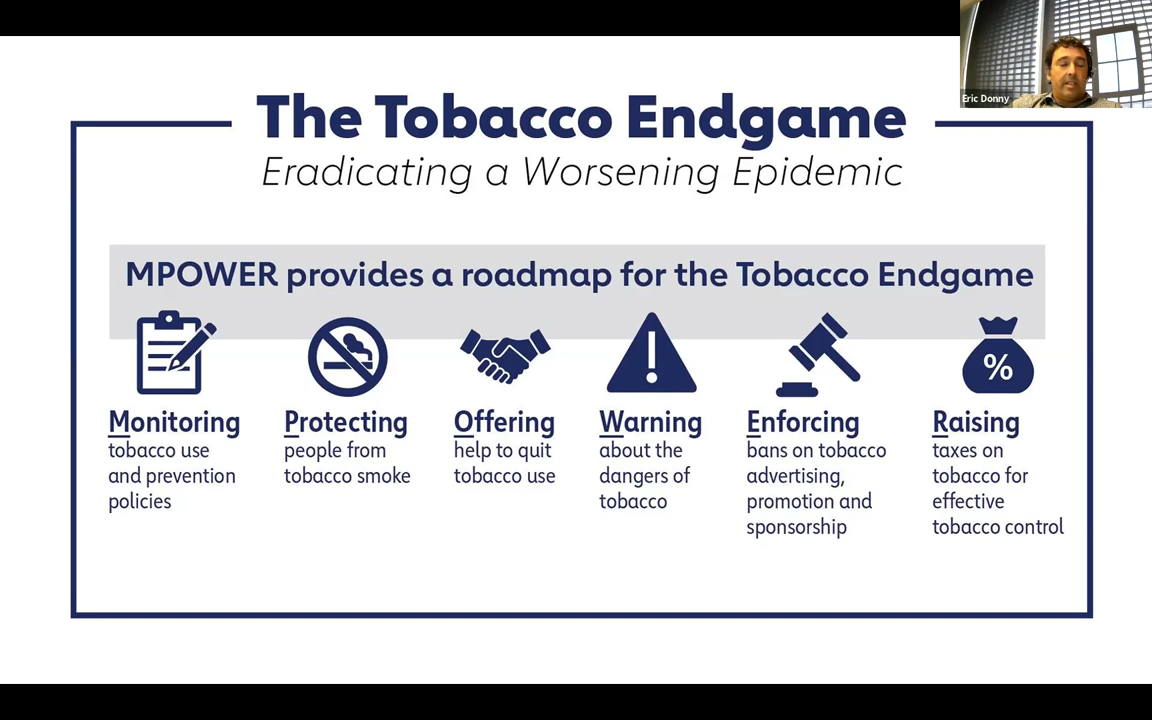 Eric Donny
The Tobacco Endgame
Eradicating a Worsening Epidemic
MPOWER provides a roadmap for the Tobacco Endgame
%
Monitoring
tobacco use
and prevention
policies
Protecting
people from
tobacco smoke
Offering
help to quit
tobacco use
Warning
about the
dangers of
tobacco
Enforcing
bans on tobacco
advertising,
promotion and
sponsorship
Raising
taxes on
tobacco for
effective
tobacco control